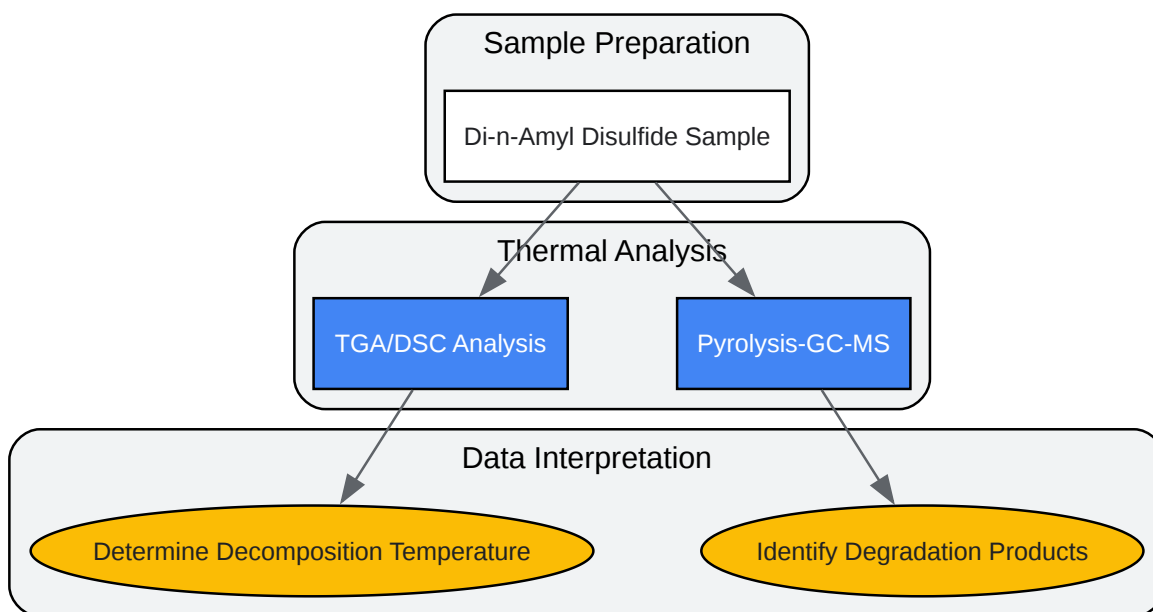 Sample Preparation
Di-n-Amyl Disulfide Sample
Thermal Analysis
TGA/DSC Analysis
Pyrolysis-GC-MS
Data Interpretation
Determine Decomposition Temperature
Identify Degradation Products